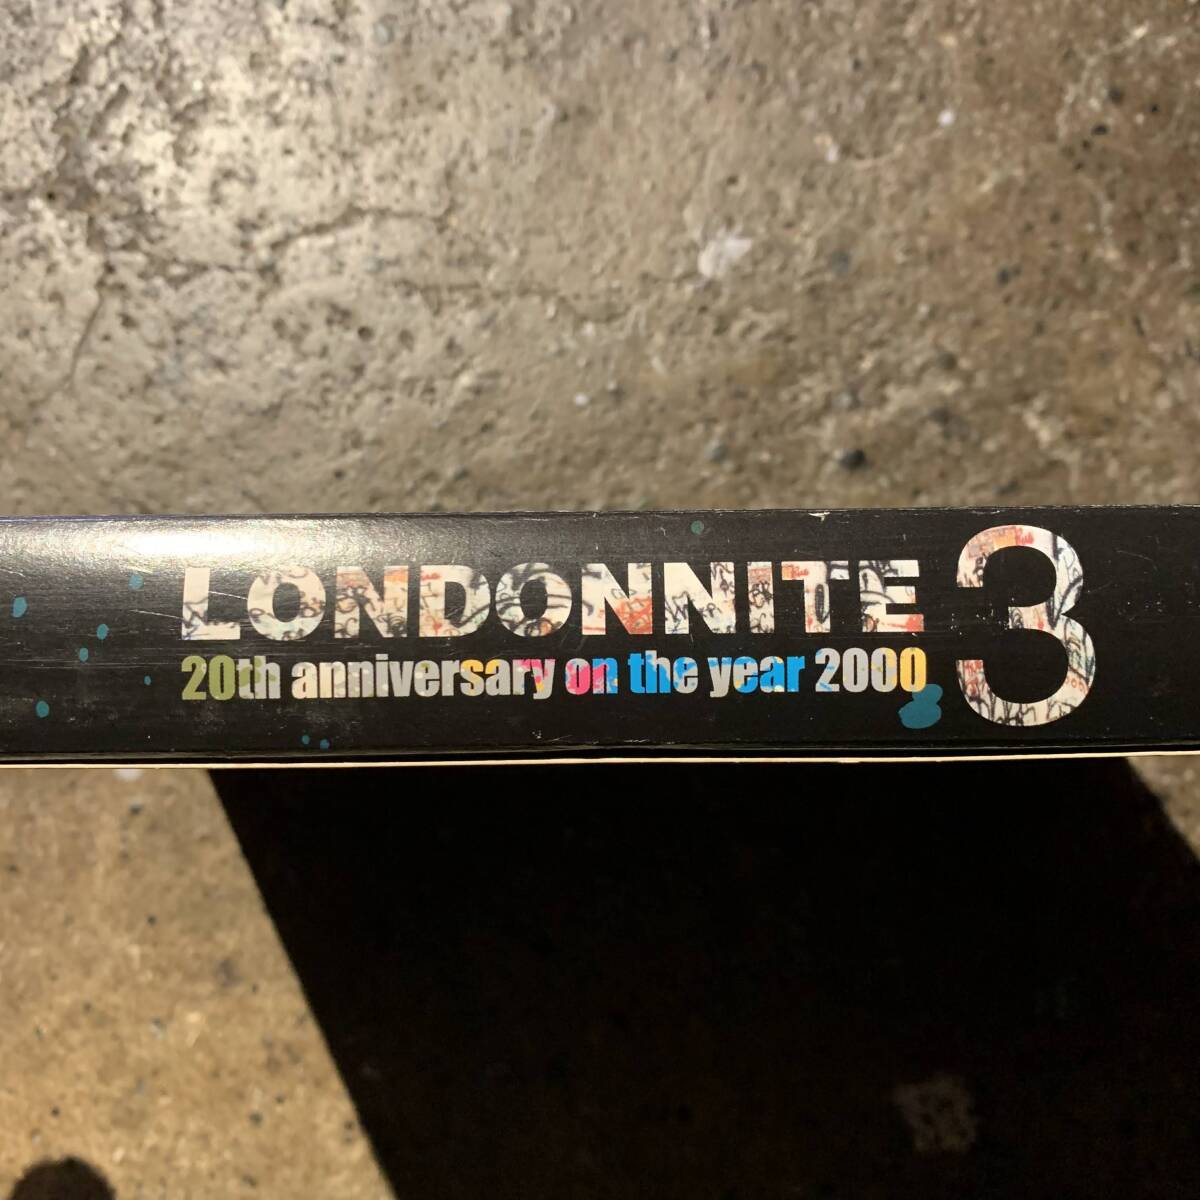 LONDONNITE 3
20th anniversary on the year 2000